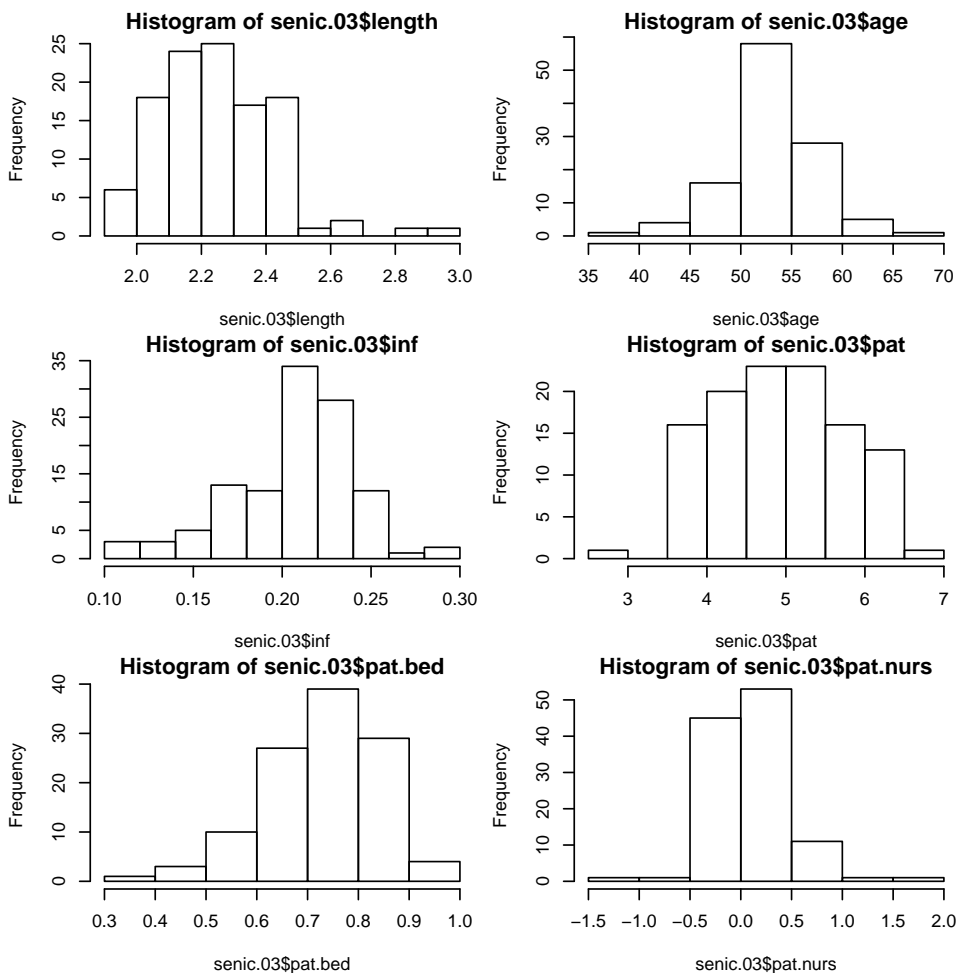 Histogram of senic.03$length
Frequency
0 5 10 15 20 25
2.0 2.2 2.4 2.6 2.8 3.0
senic.03$length
Histogram of senic.03$age
Frequency
0 10 30 50
35 40 45 50 55 60 65 70
senic.03$age
Histogram of senic.03$inf
Frequency
0 5 15 25 35
0.10 0.15 0.20 0.25 0.30
senic.03$inf
Histogram of senic.03$pat
Frequency
0 5 10 15 20
3 4 5 6 7
senic.03$pat
Histogram of senic.03$pat.bed
Frequency
0 10 20 30 40
0.3 0.4 0.5 0.6 0.7 0.8 0.9 1.0
senic.03$pat.bed
Histogram of senic.03$pat.nurs
Frequency
0 10 20 30 40 50
−1.5 −1.0 −0.5 0.0 0.5 1.0 1.5 2.0
senic.03$pat.nurs